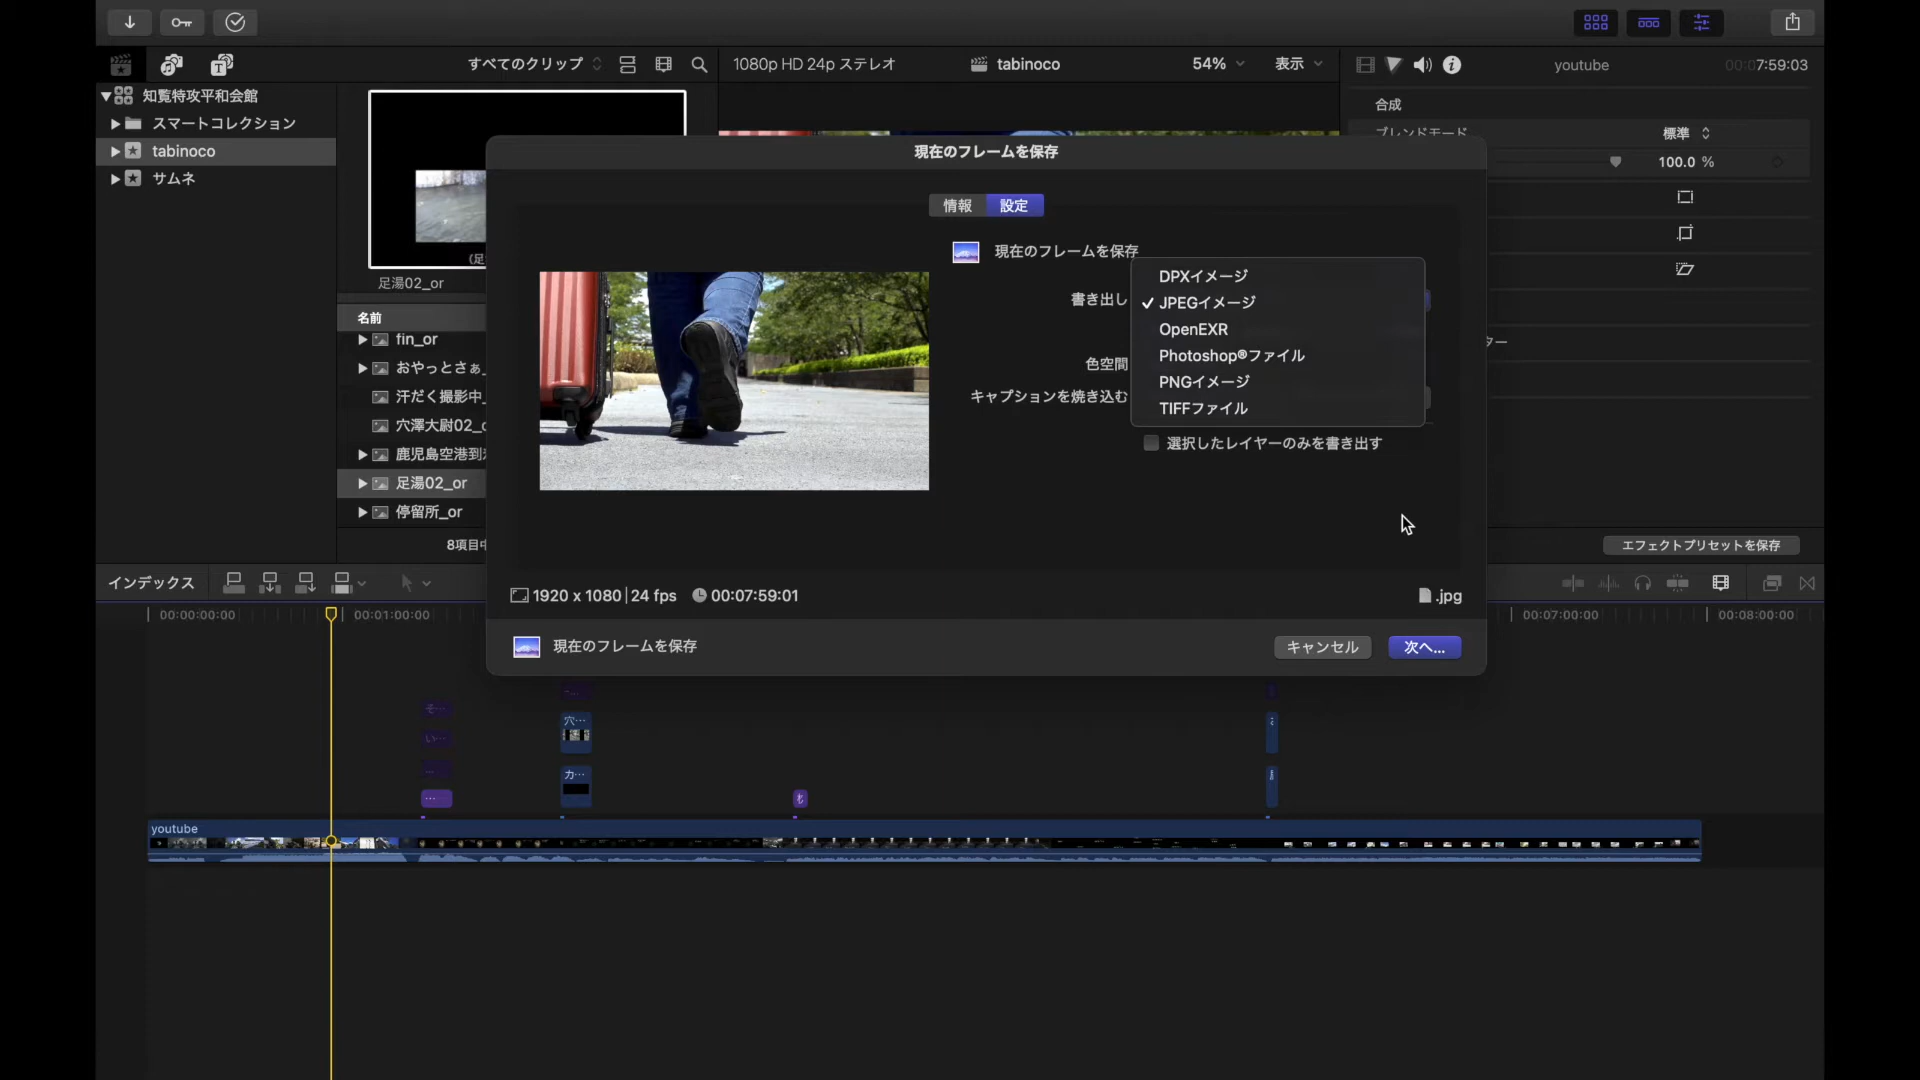 すべてのクリップ
1080p HD 24p ステレオ
tabinoco
54%
表示
youtube
00:07:59:03
知覧特攻平和会館
スマートコレクション
tabinoco
サムネ
足湯02_or
名前
fin_or
おやっとさぁ_
汗だく撮影中_
穴澤大尉02_
鹿児島空港到
足湯02_or
停留所_or
8項目中
合成
ブレンドモード
標準
100.0 %
ター
エフェクトプリセットを保存
現在のフレームを保存
情報
設定
現在のフレームを保存
書き出し
DPXイメージ
✓ JPEGイメージ
OpenEXR
Photoshop®ファイル
PNGイメージ
TIFFファイル
色空間
キャプションを焼き込む
選択したレイヤーのみを書き出す
1920 x 1080 | 24 fps
00:07:59:01
.jpg
現在のフレームを保存
キャンセル
次へ...
インデックス
00:00:00:00
00:01:00:00
00:07:00:00
00:08:00:00
そ…
い…
穴…
カ…
youtube